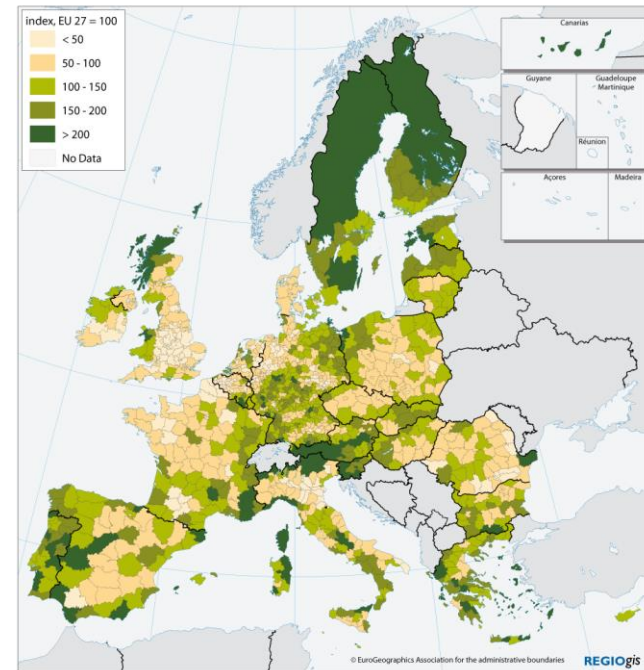 index, EU 27 = 100
< 50
50 - 100
100 - 150
150 - 200
> 200
No Data
Canarias
Guyane
Guadeloupe
Martinique
Réunion
Açores
Madeira
© EuroGeographics Association for the administrative boundaries
REGIOgis